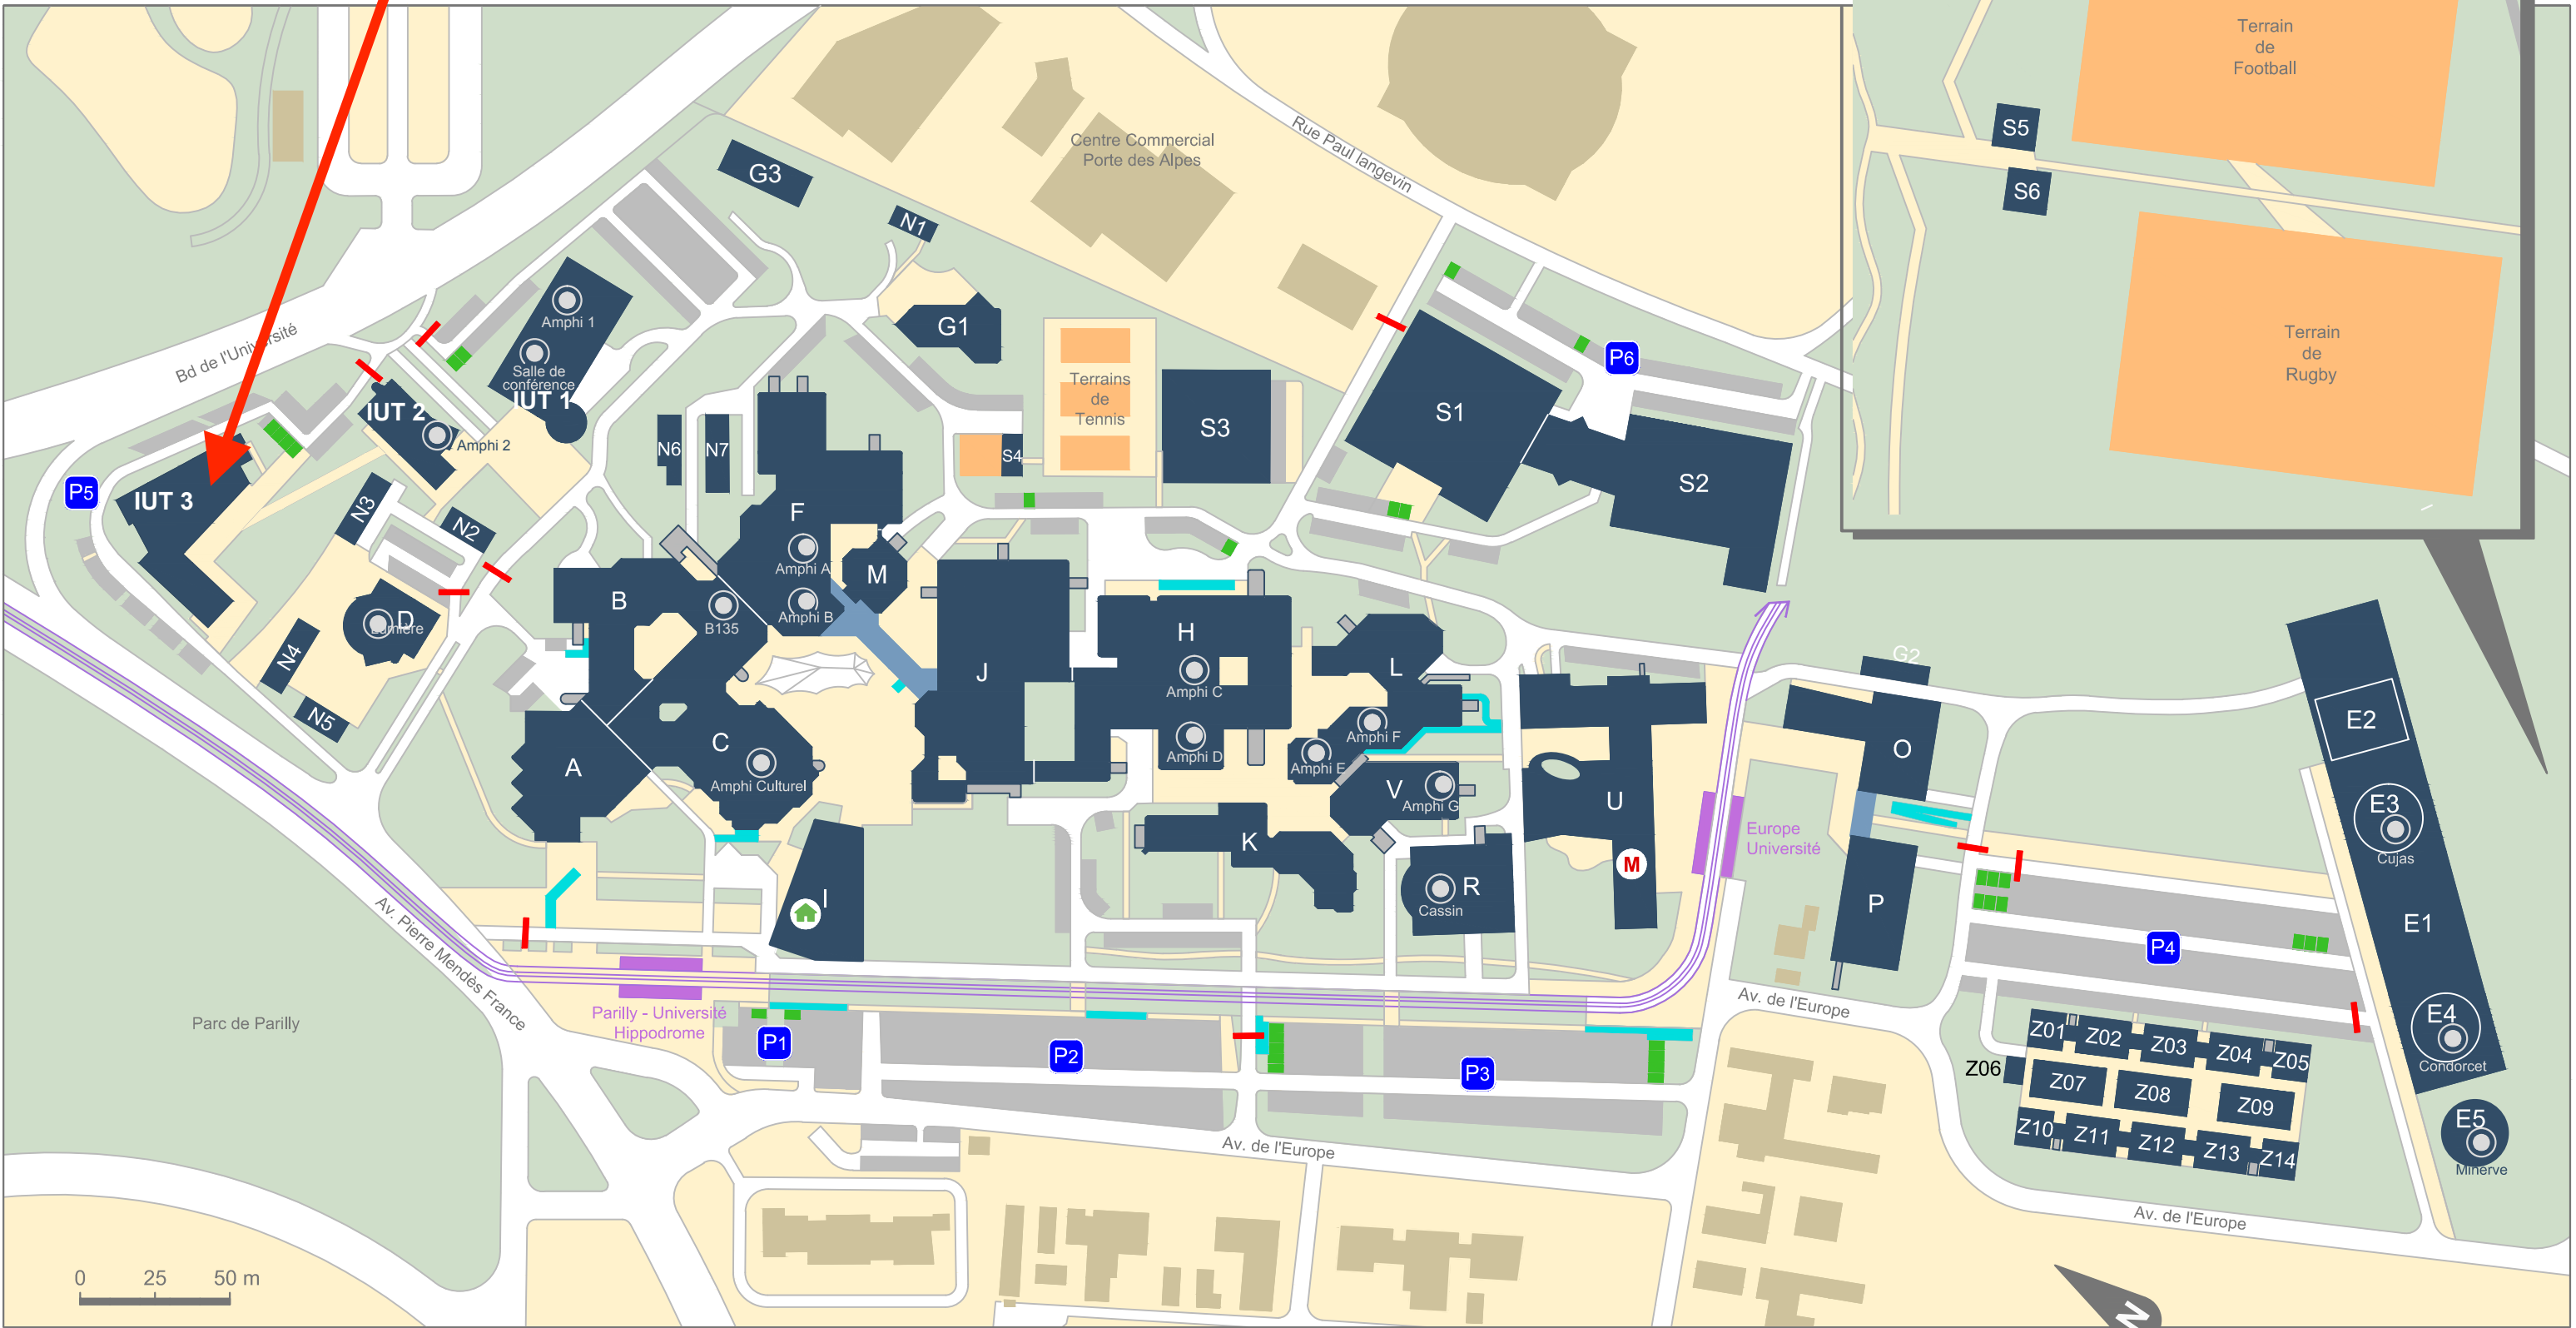 Terrain
de
Football
S5
S6
Terrain
de
Rugby
Centre Commercial
Porte des Alpes
Rue Paul langevin
G3
N1
G1
Bd de l'Université
Amphi 1
Salle de
conférence
IUT 1
IUT 2
Amphi 2
IUT 3
P5
N3
N2
D
Lumière
N4
N5
N6
N7
F
Amphi A
Amphi B
M
B
B135
S4
Terrains
de
Tennis
S3
S1
S2
P6
A
C
Amphi Culturel
J
H
Amphi C
Amphi D
L
Amphi F
Amphi E
V
Amphi G
K
R
Cassin
U
M
I
Europe
Université
G2
O
P
E2
E3
Cujas
E1
E4
Condorcet
E5
Minerve
P4
Av. Pierre Mendès France
Parc de Parilly
Parilly - Université
Hippodrome
P1
P2
P3
Av. de l'Europe
Av. de l'Europe
Av. de l'Europe
Z01
Z02
Z03
Z04
Z05
Z06
Z07
Z08
Z09
Z10
Z11
Z12
Z13
Z14
0 25 50 m
N